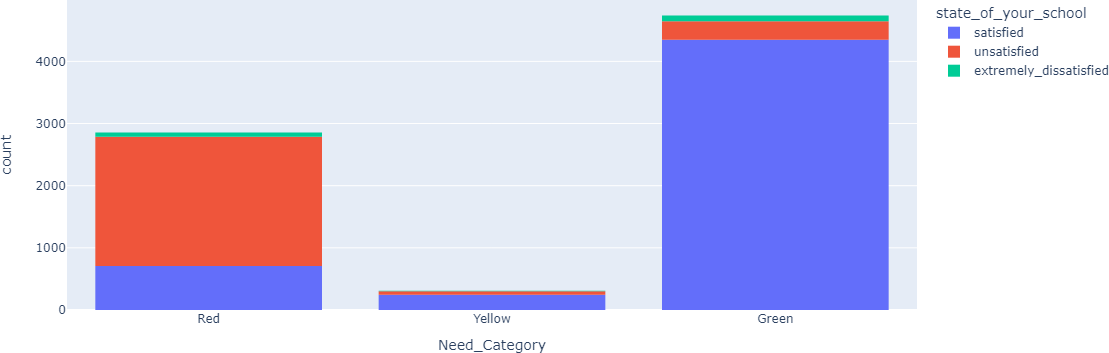 state_of_your_school
satisfied
unsatisfied
extremely_dissatisfied
count
4000
3000
2000
1000
0
Red
Yellow
Green
Need_Category